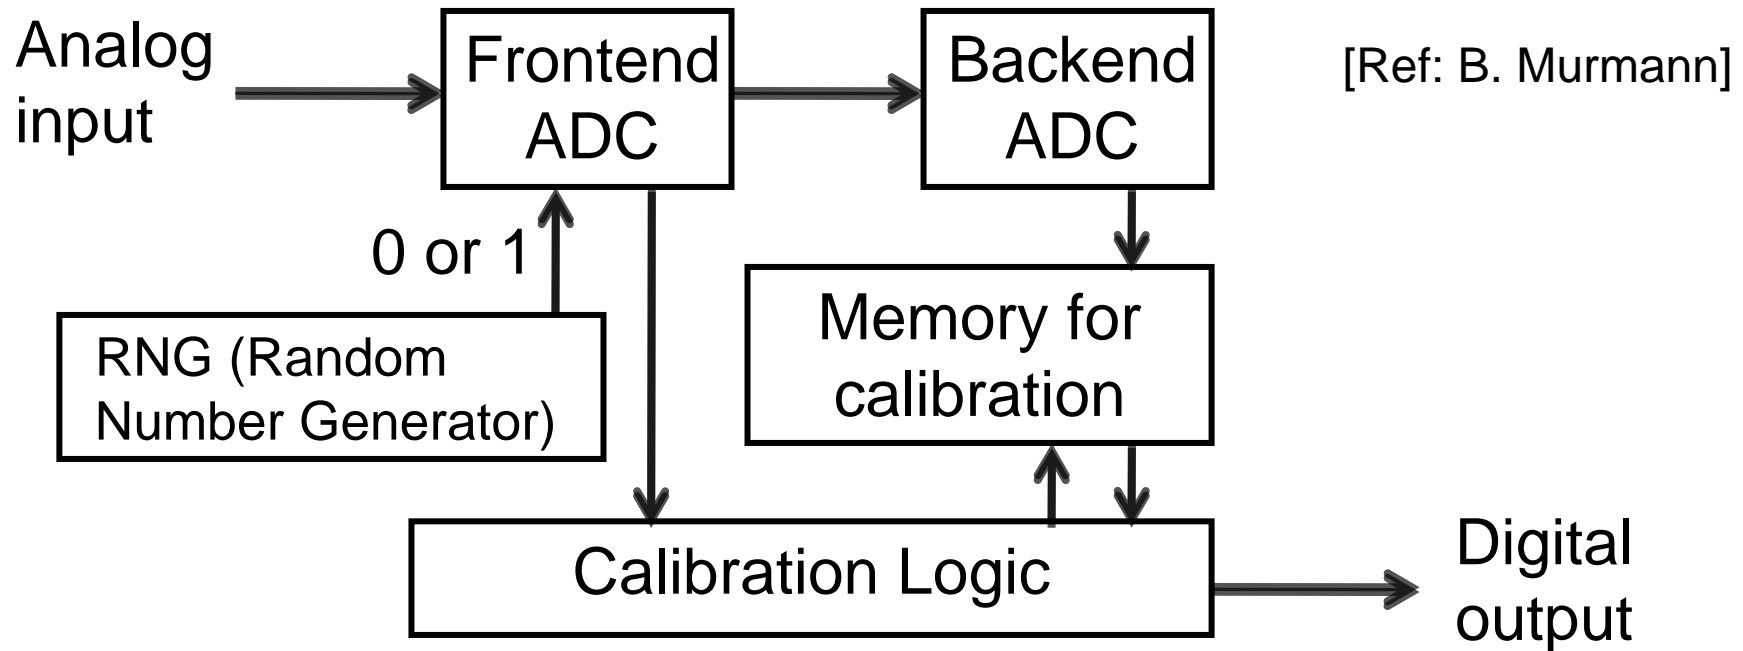 Analog
input
Frontend
ADC
Backend
ADC
[Ref: B. Murmann]
0 or 1
RNG (Random
Number Generator)
Memory for
calibration
Calibration Logic
Digital
output